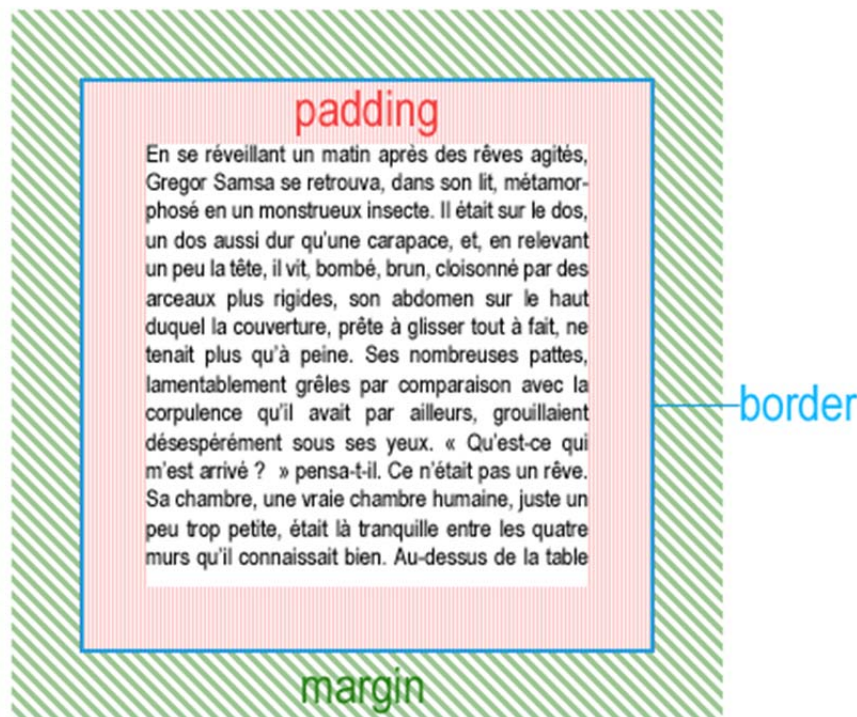 padding
En se réveillant un matin après des rêves agités,
Gregor Samsa se retrouva, dans son lit, métamor-
phosé en un monstrueux insecte. Il était sur le dos,
un dos aussi dur qu'une carapace, et, en relevant
un peu la tête, il vit, bombé, brun, cloisonné par des
arceaux plus rigides, son abdomen sur le haut
duquel la couverture, prête à glisser tout à fait, ne
tenait plus qu'à peine. Ses nombreuses pattes,
lamentablement grêles par comparaison avec la
corpulence qu'il avait par ailleurs, grouillaient
désespérément sous ses yeux. « Qu'est-ce qui
m'est arrivé ? » pensa-t-il. Ce n'était pas un rêve.
Sa chambre, une vraie chambre humaine, juste un
peu trop petite, était là tranquille entre les quatre
murs qu'il connaissait bien. Au-dessus de la table
border
margin